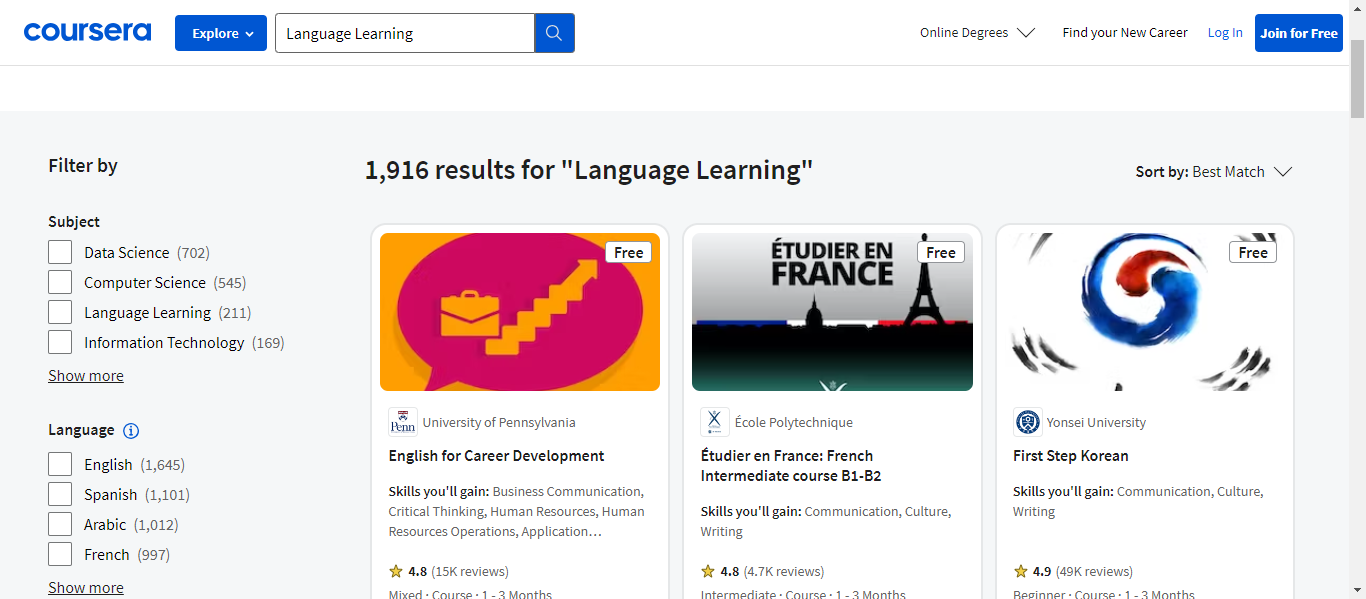 coursera
Explore
Language Learning
Online Degrees
Find your New Career
Log In
Join for Free
Filter by
1,916 results for "Language Learning"
Sort by: Best Match
Subject
Data Science (702)
Computer Science (545)
Language Learning (211)
Information Technology (169)
Show more
Language
English (1,645)
Spanish (1,101)
Arabic (1,012)
French (997)
Show more
Free
Penn
University of Pennsylvania
English for Career Development
Skills you'll gain: Business Communication,
Critical Thinking, Human Resources, Human
Resources Operations, Application…
4.8 (15K reviews)
Mixed · Course · 1 - 3 Months
ÉTUDIER EN
FRANCE
Free
École Polytechnique
Étudier en France: French
Intermediate course B1-B2
Skills you'll gain: Communication, Culture,
Writing
4.8 (4.7K reviews)
Intermediate · Course · 1 - 3 Months
Free
Yonsei University
First Step Korean
Skills you'll gain: Communication, Culture,
Writing
4.9 (49K reviews)
Beginner · Course · 1 - 3 Months